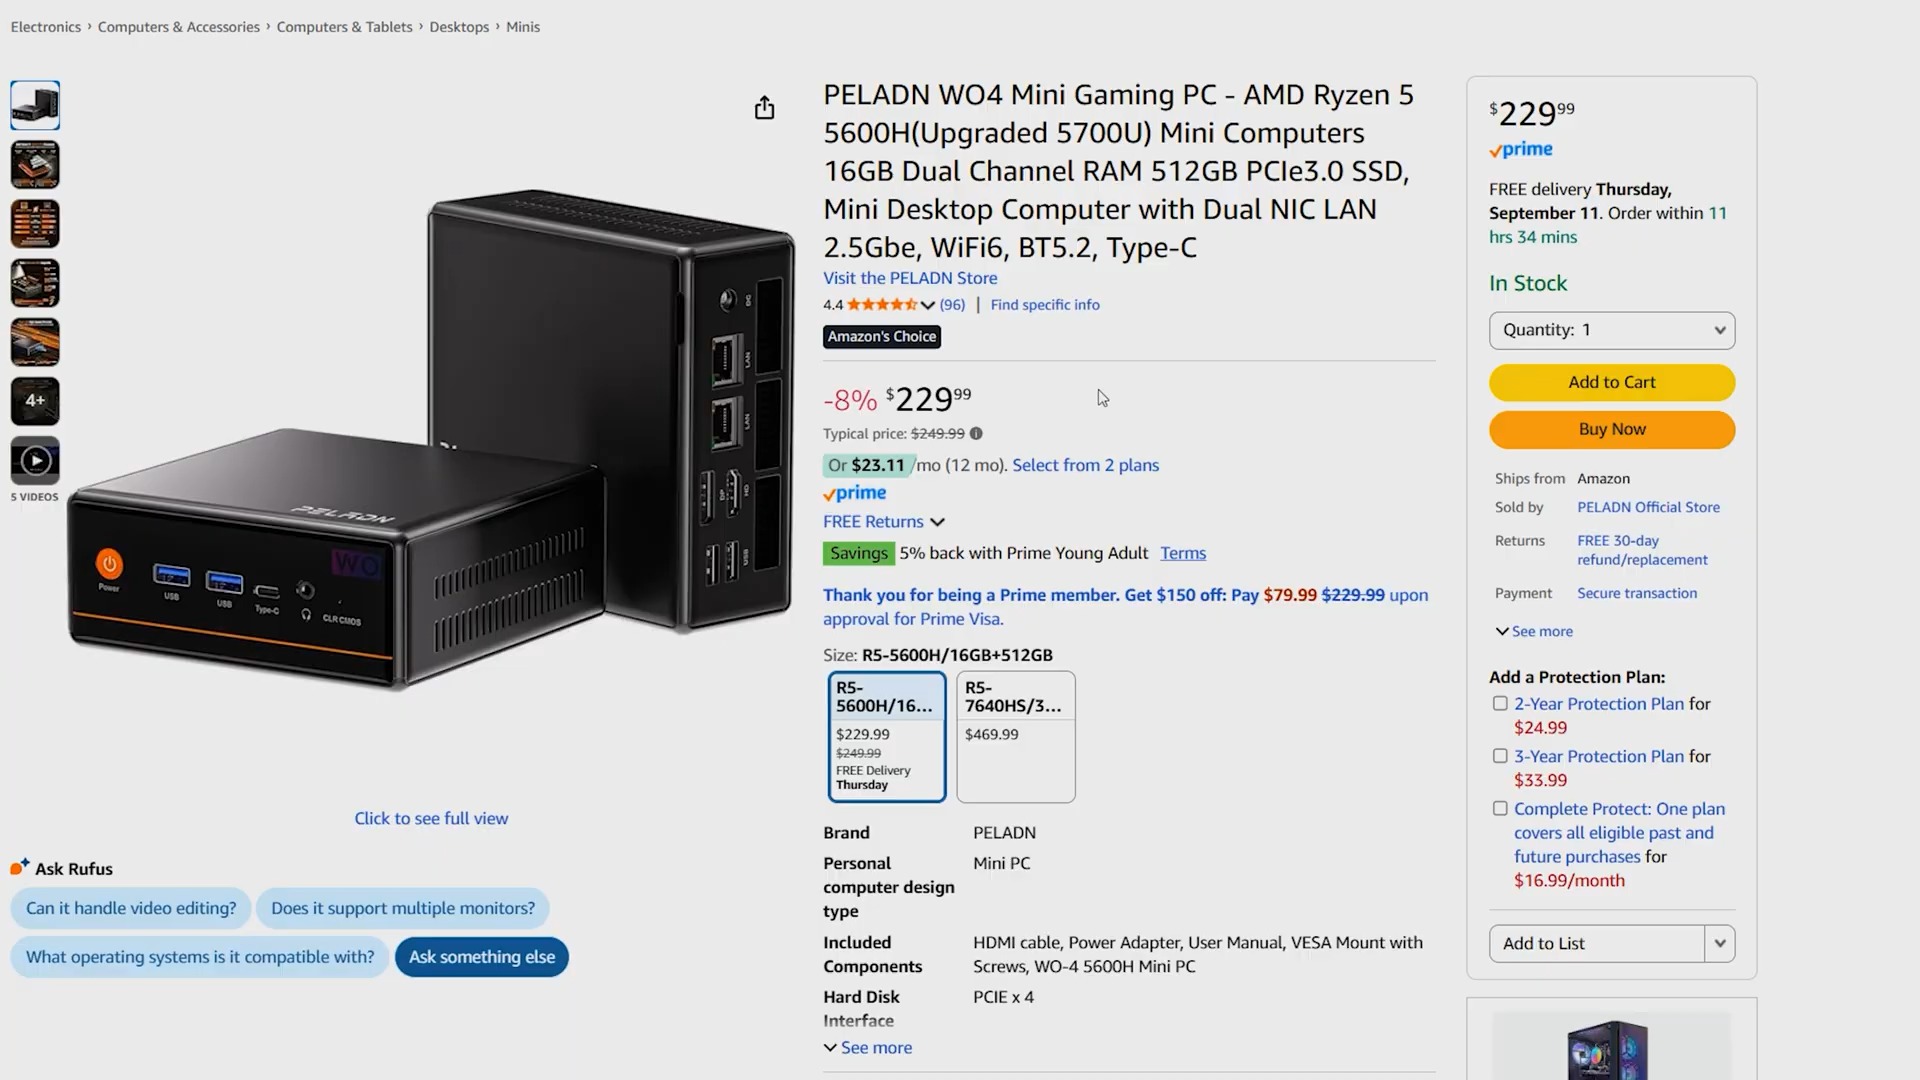 Electronics › Computers & Accessories › Computers & Tablets › Desktops › Minis
4+
5 VIDEOS
PELADN
WO
Power
USB
USB
Type-C
CLR CMOS
DC
LAN
LAN
DP
HD
USB
Click to see full view
Ask Rufus
Can it handle video editing?
Does it support multiple monitors?
What operating systems is it compatible with?
Ask something else
PELADN WO4 Mini Gaming PC - AMD Ryzen 5
5600H(Upgraded 5700U) Mini Computers
16GB Dual Channel RAM 512GB PCIe3.0 SSD,
Mini Desktop Computer with Dual NIC LAN
2.5Gbe, WiFi6, BT5.2, Type-C
Visit the PELADN Store
4.4 (96) | Find specific info
Amazon's Choice
-8% $22999
Typical price: $249.99
Or $23.11/mo (12 mo). Select from 2 plans
prime
FREE Returns
Savings 5% back with Prime Young Adult Terms
Thank you for being a Prime member. Get $150 off: Pay $79.99 $229.99 upon
approval for Prime Visa.
Size: R5-5600H/16GB+512GB
R5-
5600H/16...
$229.99
$249.99
FREE Delivery
Thursday
R5-
7640HS/3...
$469.99
Brand PELADN
Personal Mini PC
computer design
type
Included HDMI cable, Power Adapter, User Manual, VESA Mount with
Components Screws, WO-4 5600H Mini PC
Hard Disk PCIE x 4
Interface
See more
$22999
prime
FREE delivery Thursday,
September 11. Order within 11
hrs 34 mins
In Stock
Quantity: 1
Add to Cart
Buy Now
Ships from Amazon
Sold by PELADN Official Store
Returns FREE 30-day
refund/replacement
Payment Secure transaction
See more
Add a Protection Plan:
2-Year Protection Plan for
$24.99
3-Year Protection Plan for
$33.99
Complete Protect: One plan
covers all eligible past and
future purchases for
$16.99/month
Add to List